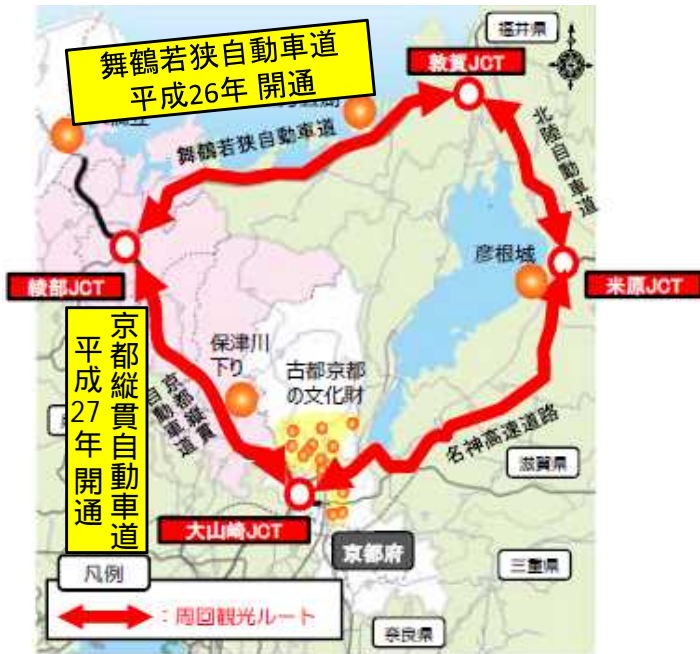 舞鶴若狭自動車道
平成26年 開通
福井県
敦賀JCT
舞鶴若狭自動車道
北陸自動車道
彦根城
綾部JCT
米原JCT
京都縦貫自動車道
平成27年 開通
保津川
下り
古都京都
の文化財
京都縦貫
自動車道
名神高速道路
滋賀県
大山崎JCT
京都府
三重県
凡例
:周回観光ルート
奈良県